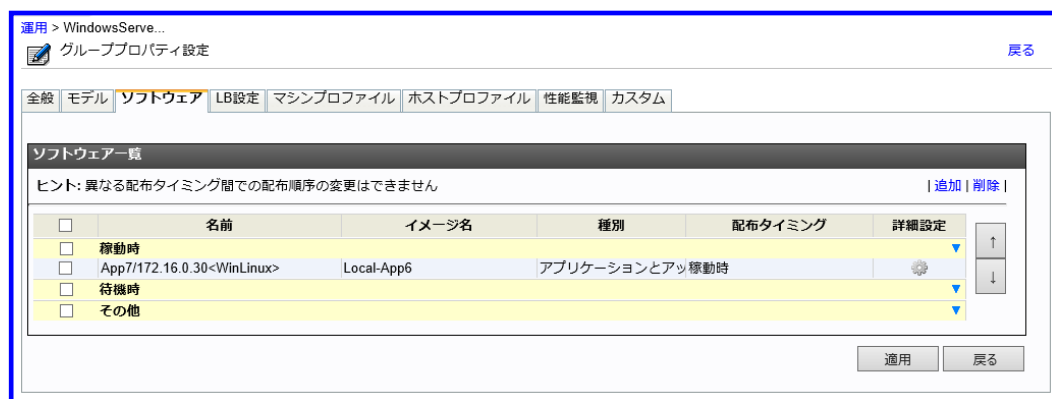 運用 > WindowsServe...
グループプロパティ設定 戻る
全般 モデル ソフトウェア LB設定 マシンプロファイル ホストプロファイル 性能監視 カスタム
ソフトウェア一覧
ヒント: 異なる配布タイミング間での配布順序の変更はできません |追加|削除|
名前 イメージ名 種別 配布タイミング 詳細設定
稼動時
App7/172.16.0.30<WinLinux> Local-App6 アプリケーションとアッ 稼動時
待機時
その他
適用 戻る